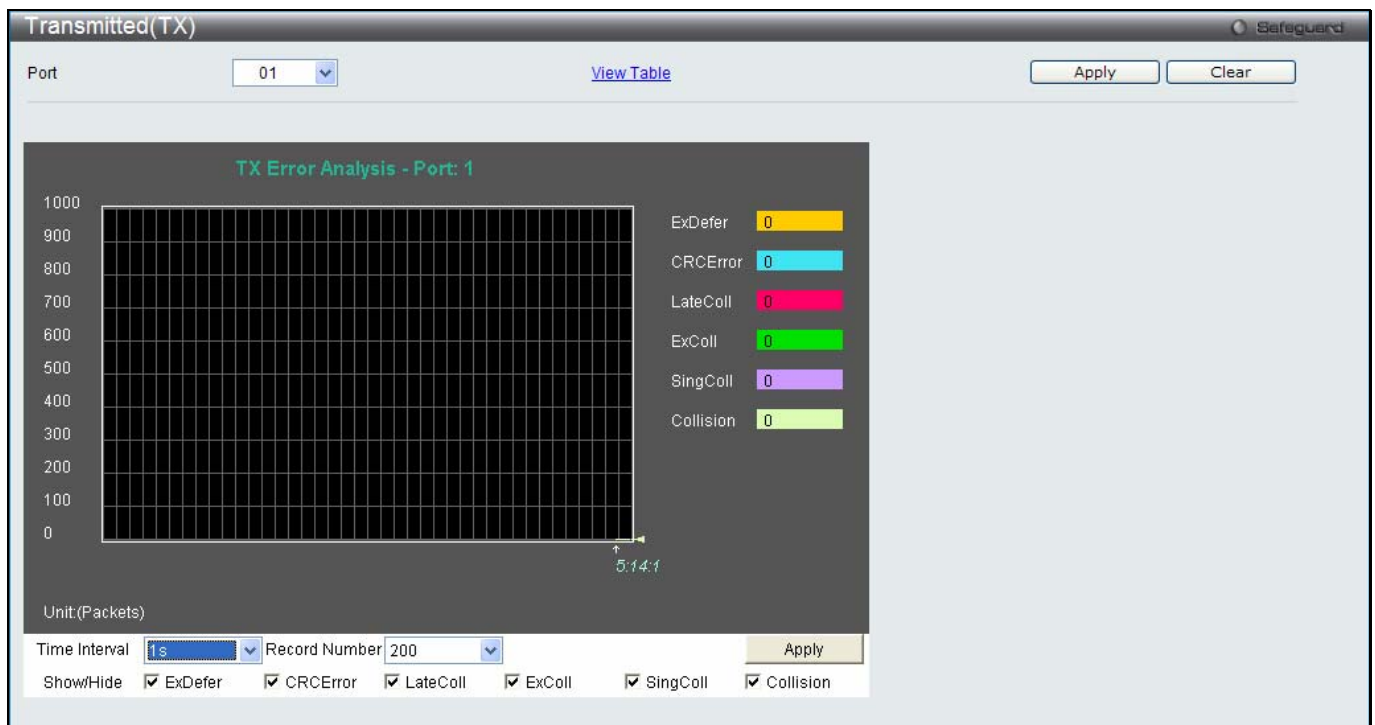 Transmitted(TX)
Safeguard
Port 01 View Table Apply Clear
TX Error Analysis - Port: 1
1000
900
800
700
600
500
400
300
200
100
0
ExDefer 0
CRCError 0
LateColl 0
ExColl 0
SingColl 0
Collision 0
5:14:1
Unit:(Packets)
Time Interval 1s Record Number 200 Apply
Show/Hide ExDefer CRCError LateColl ExColl SingColl Collision